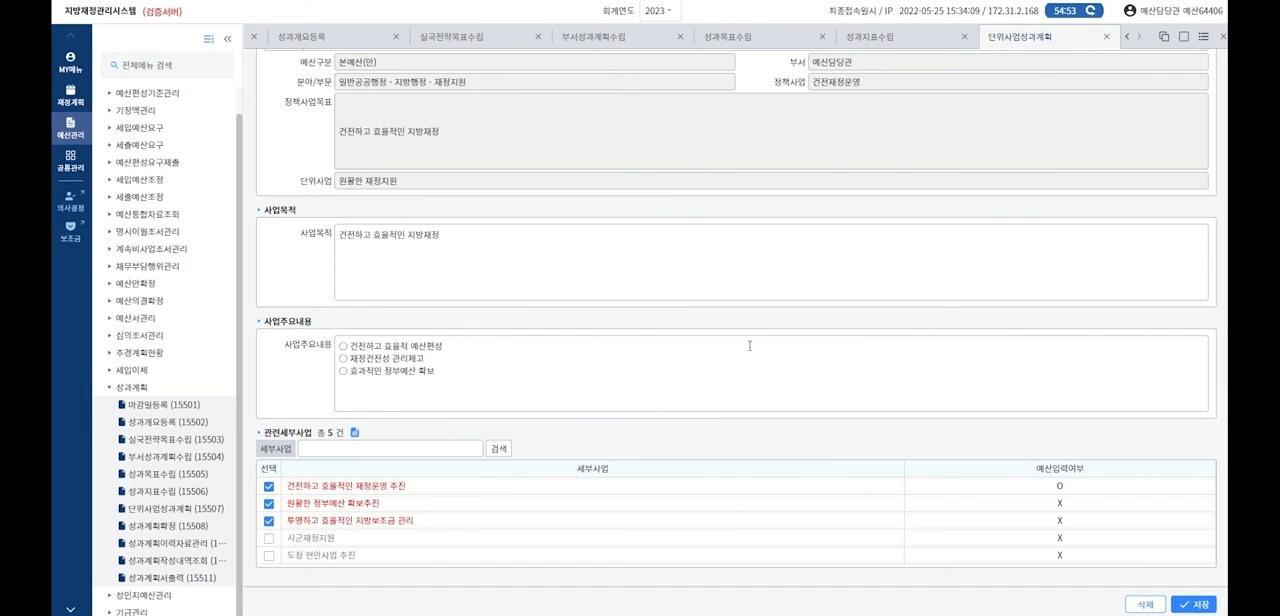 지방재정관리시스템 (검증서버)
회계연도 2023
최종접속일시 / IP 2022-05-25 15:34:09 / 172.31.2.168 54:53 예산담당관 예산64406
성과개요등록 실국전략목표수립 부서성과계획수립 성과목표수립 성과지표수립 단위사업성과계획
MY메뉴
재정계획
예산관리
공통관리
의사결정
보조금
전체메뉴 검색
예산편성기준관리
기정액관리
세입예산요구
세출예산요구
예산편성요구제출
세입예산조정
세출예산조정
예산통합자료조회
명시이월조서관리
계속비사업조서관리
채무부담행위관리
예산안확정
예산의결확정
예산서관리
심의조서관리
추경계획현황
세입이체
성과계획
마감일등록 (15501)
성과개요등록 (15502)
실국전략목표수립 (15503)
부서성과계획수립 (15504)
성과목표수립 (15505)
성과지표수립 (15506)
단위사업성과계획 (15507)
성과계획확정 (15508)
성과계획이력자료관리 (1···
성과계획작성내역조회 (1···
성과계획서출력 (15511)
성인지예산관리
기금관리
예산구분 본예산(안) 부서 예산담당관
분야/부문 일반공공행정 - 지방행정 · 재정지원 정책사업 건전재정운영
정책사업목표 건전하고 효율적인 지방재정
단위사업 원활한 재정지원
사업목적
사업목적 건전하고 효율적인 지방재정
사업주요내용
사업주요내용 ○ 건전하고 효율적 예산편성
○ 재정건전성 관리제고
○ 효과적인 정부예산 확보
관련세부사업 총 5 건
세부사업 검색
선택 세부사업 예산입력여부
건전하고 효율적인 재정운영 추진 O
원활한 정부예산 확보추진 X
투명하고 효율적인 지방보조금 관리 X
시군재정지원 X
도정 현안사업 추진 X
삭제 저장